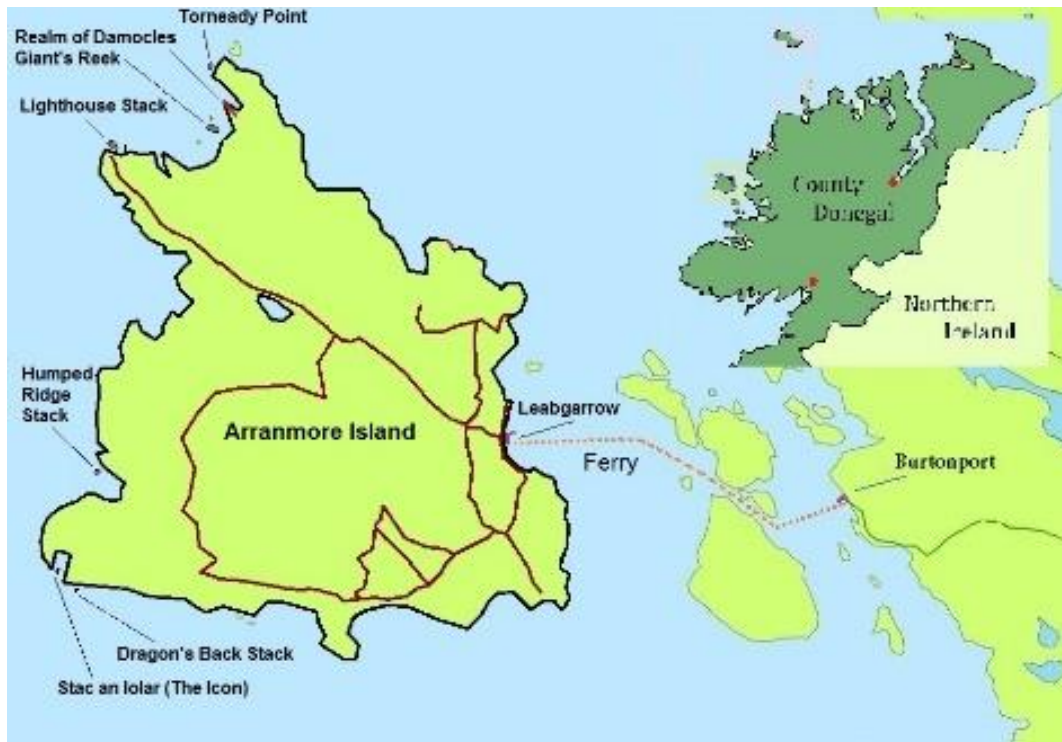 Torneady Point
Realm of Damocles
Giant's Reek
Lighthouse Stack
County
Donegal
Northern
Ireland
Humped
Ridge
Stack
Leabgarrow
Arranmore Island
Ferry
Burtonport
Dragon's Back Stack
Stac an Iolar (The Icon)